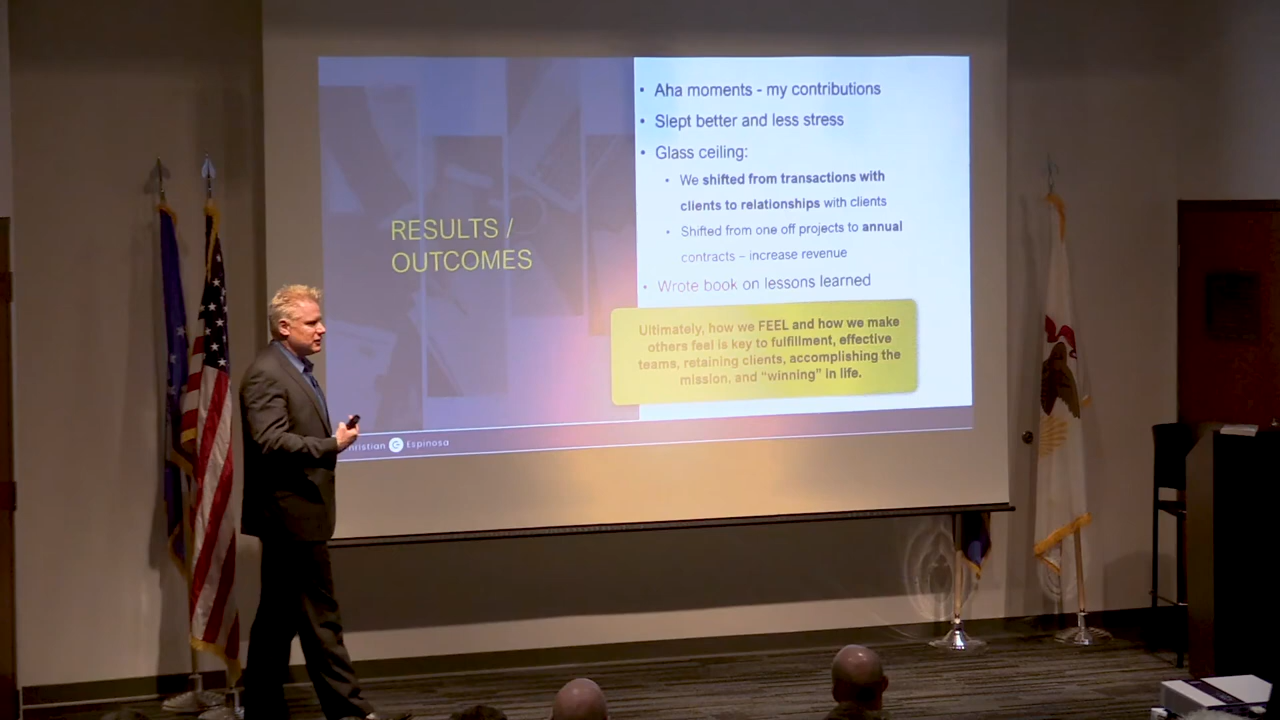 RESULTS /
OUTCOMES
• Aha moments - my contributions
• Slept better and less stress
• Glass ceiling:
• We shifted from transactions with
clients to relationships with clients
• Shifted from one off projects to annual
contracts – increase revenue
• Wrote book on lessons learned
Ultimately, how we FEEL and how we make
others feel is key to fulfillment, effective
teams, retaining clients, accomplishing the
mission, and “winning” in life.
Espinosa